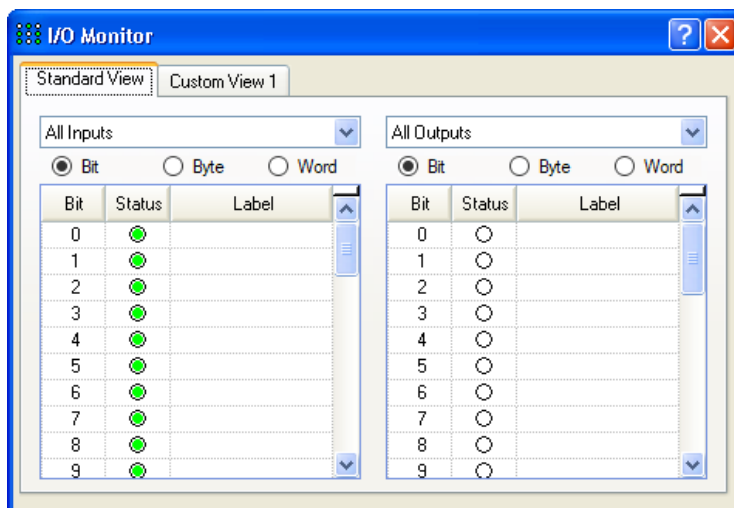 I/O Monitor
Standard View Custom View 1
All Inputs All Outputs
Bit Byte Word Bit Byte Word
Bit Status Label Bit Status Label
0 0
1 1
2 2
3 3
4 4
5 5
6 6
7 7
8 8
9 9